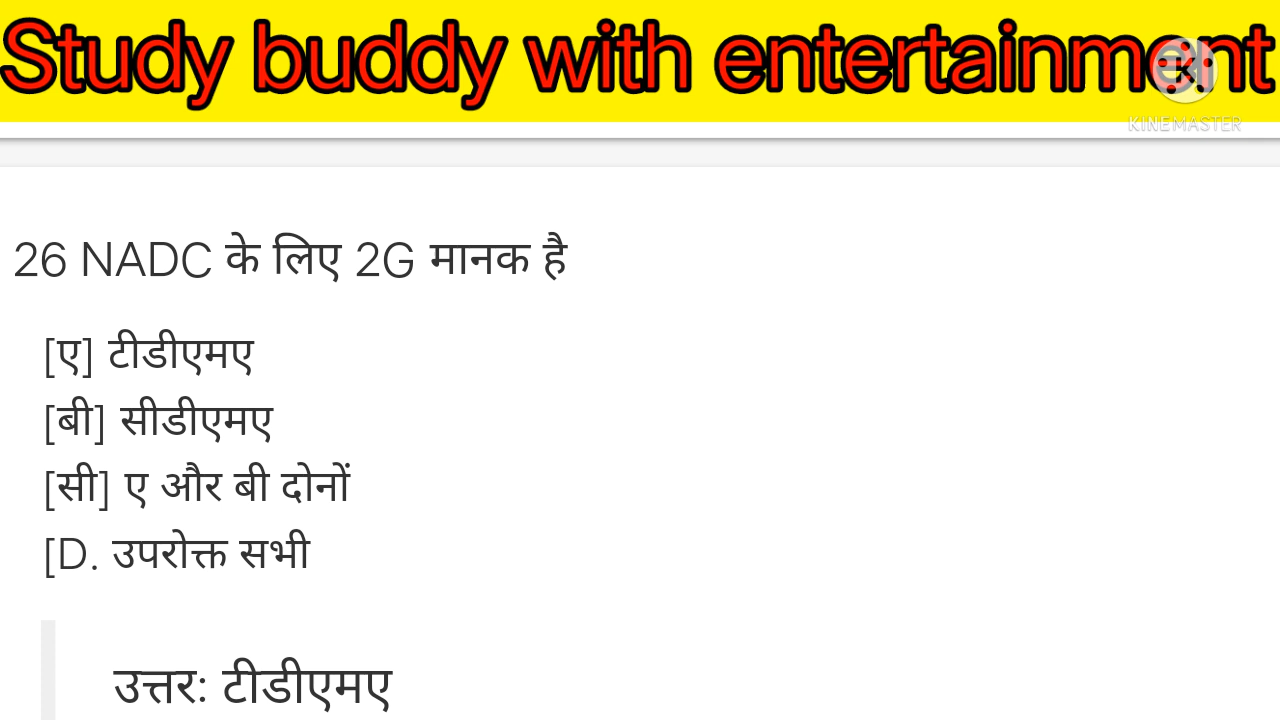 Study buddy with entertainment
KINEMASTER
26 NADC के लिए 2G मानक है
[ए] टीडीएमए
[बी] सीडीएमए
[सी] ए और बी दोनों
[D. उपरोक्त सभी
उत्तर: टीडीएमए